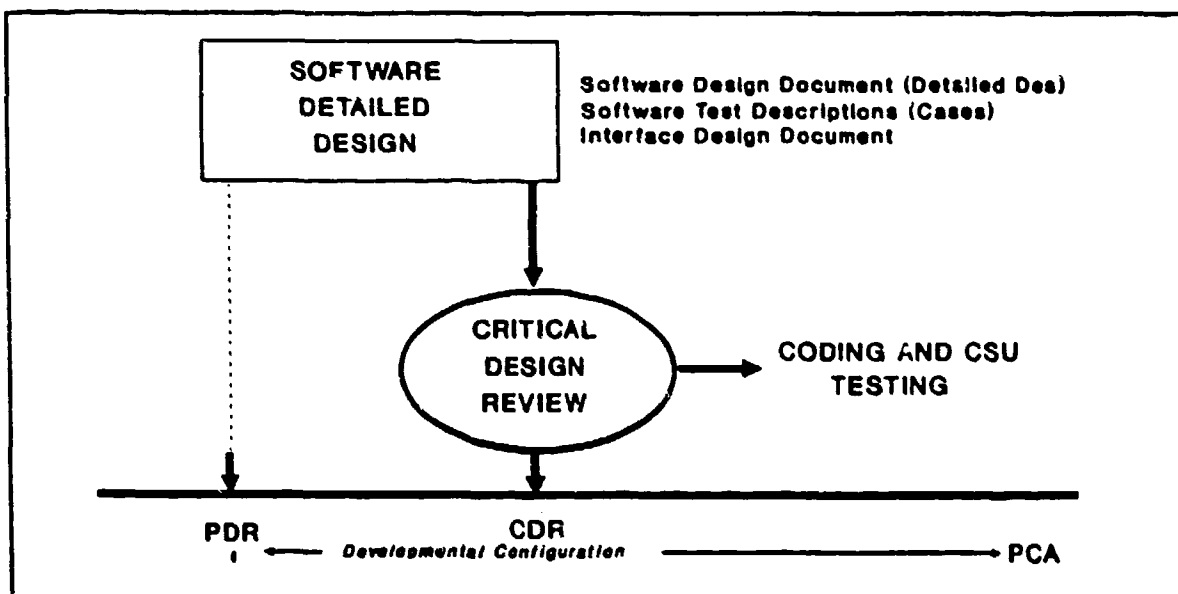 SOFTWARE
DETAILED
DESIGN
Software Design Document (Detailed Des)
Software Test Descriptions (Cases)
Interface Design Document
CRITICAL
DESIGN
REVIEW
CODING AND CSU
TESTING
PDR
CDR
Developmental Configuration
PCA